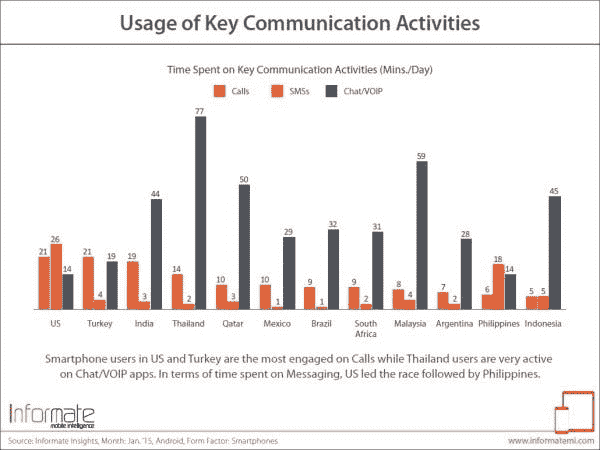 Usage of Key Communication Activities
Time Spent on Key Communication Activities (Mins./Day)
Calls SMSs Chat/VOIP
21 26 14
21 4 19
19 3 44
14 2 77
10 3 50
10 1 29
9 1 32
9 2 31
8 4 59
7 2 28
6 18 14
5 5 45
US Turkey India Thailand Qatar Mexico Brazil South Africa Malaysia Argentina Philippines Indonesia
Smartphone users in US and Turkey are the most engaged on Calls while Thailand users are very active
on Chat/VOIP apps. In terms of time spent on Messaging, US led the race followed by Philippines.
Informate
mobile intelligence
Source: Informate Insights, Month: Jan. '15, Android, Form Factor: Smartphones
www.informatemi.com